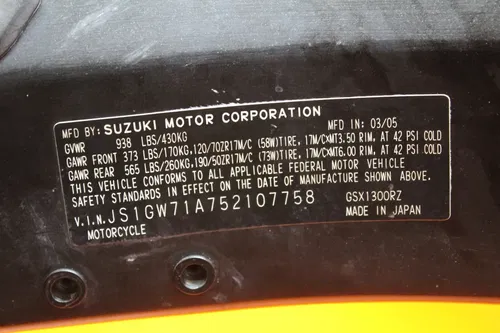 MFD BY: SUZUKI MOTOR CORPORATION
GVWR 938 LBS/430KG MFD IN 03/05
GAWR FRONT 373 LBS/170KG,120/70ZR17M/C (58W)TIRE, 17M/CXMT3.50 RIM, AT 42 PSI COLD
GAWR REAR 565 LBS/260KG,190/50ZR17M/C (73W)TIRE, 17M/CXMT6.00 RIM, AT 42 PSI COLD
THIS VEHICLE CONFORMS TO ALL APPLICABLE FEDERAL MOTOR VEHICLE
SAFETY STANDARDS IN EFFECT ON THE DATE OF MANUFACTURE SHOWN ABOVE.
V.I.N. JS1GW71A752107758 GSX1300RZ
MOTORCYCLE MADE IN JAPAN